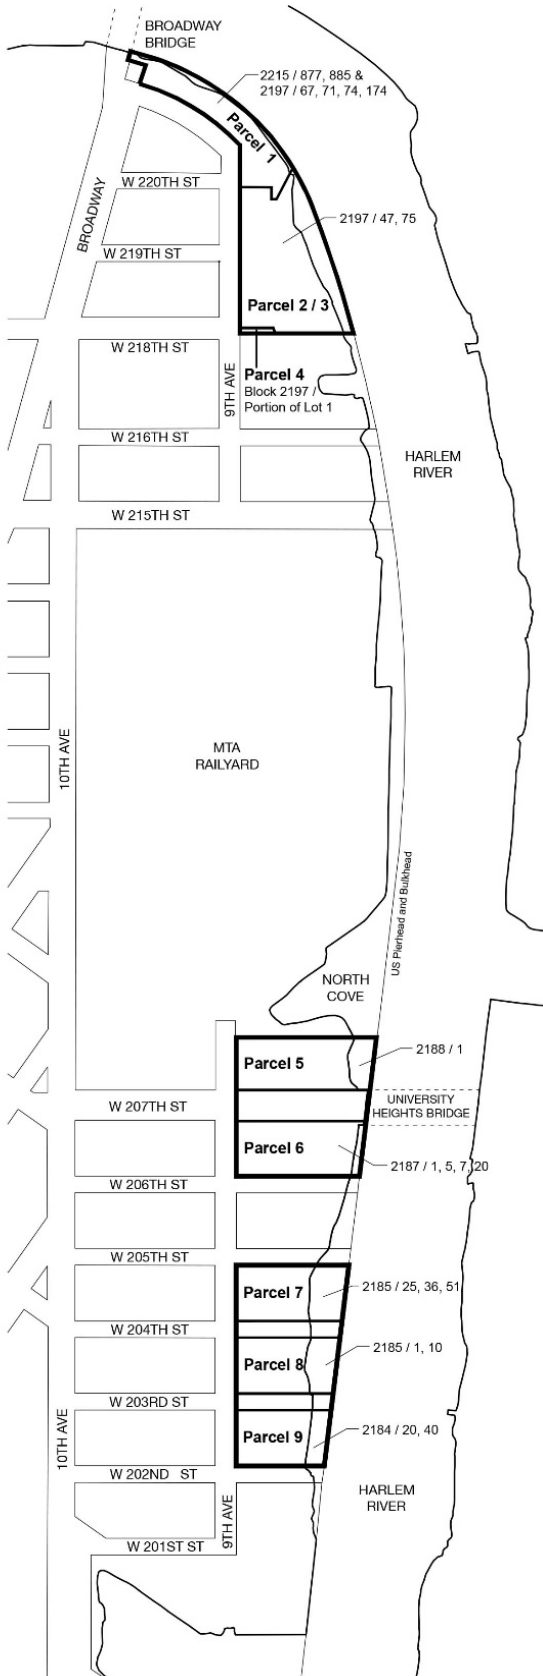 BROADWAY
BRIDGE
2215 / 877, 885 &
2197 / 67, 71, 74, 174
Parcel 1
W 220TH ST
BROADWAY
2197 / 47, 75
W 219TH ST
Parcel 2 / 3
W 218TH ST
9TH AVE
Parcel 4
Block 2197 /
Portion of Lot 1
W 216TH ST
HARLEM
RIVER
W 215TH ST
10TH AVE
MTA
RAILYARD
US Pierhead and Bulkhead
NORTH
COVE
2188 / 1
Parcel 5
W 207TH ST
UNIVERSITY
HEIGHTS BRIDGE
Parcel 6
2187 / 1, 5, 7, 20
W 206TH ST
W 205TH ST
Parcel 7
2185 / 25, 36, 51
W 204TH ST
2185 / 1, 10
Parcel 8
W 203RD ST
10TH AVE
Parcel 9
2184 / 20, 40
W 202ND ST
HARLEM
RIVER
9TH AVE
W 201ST ST